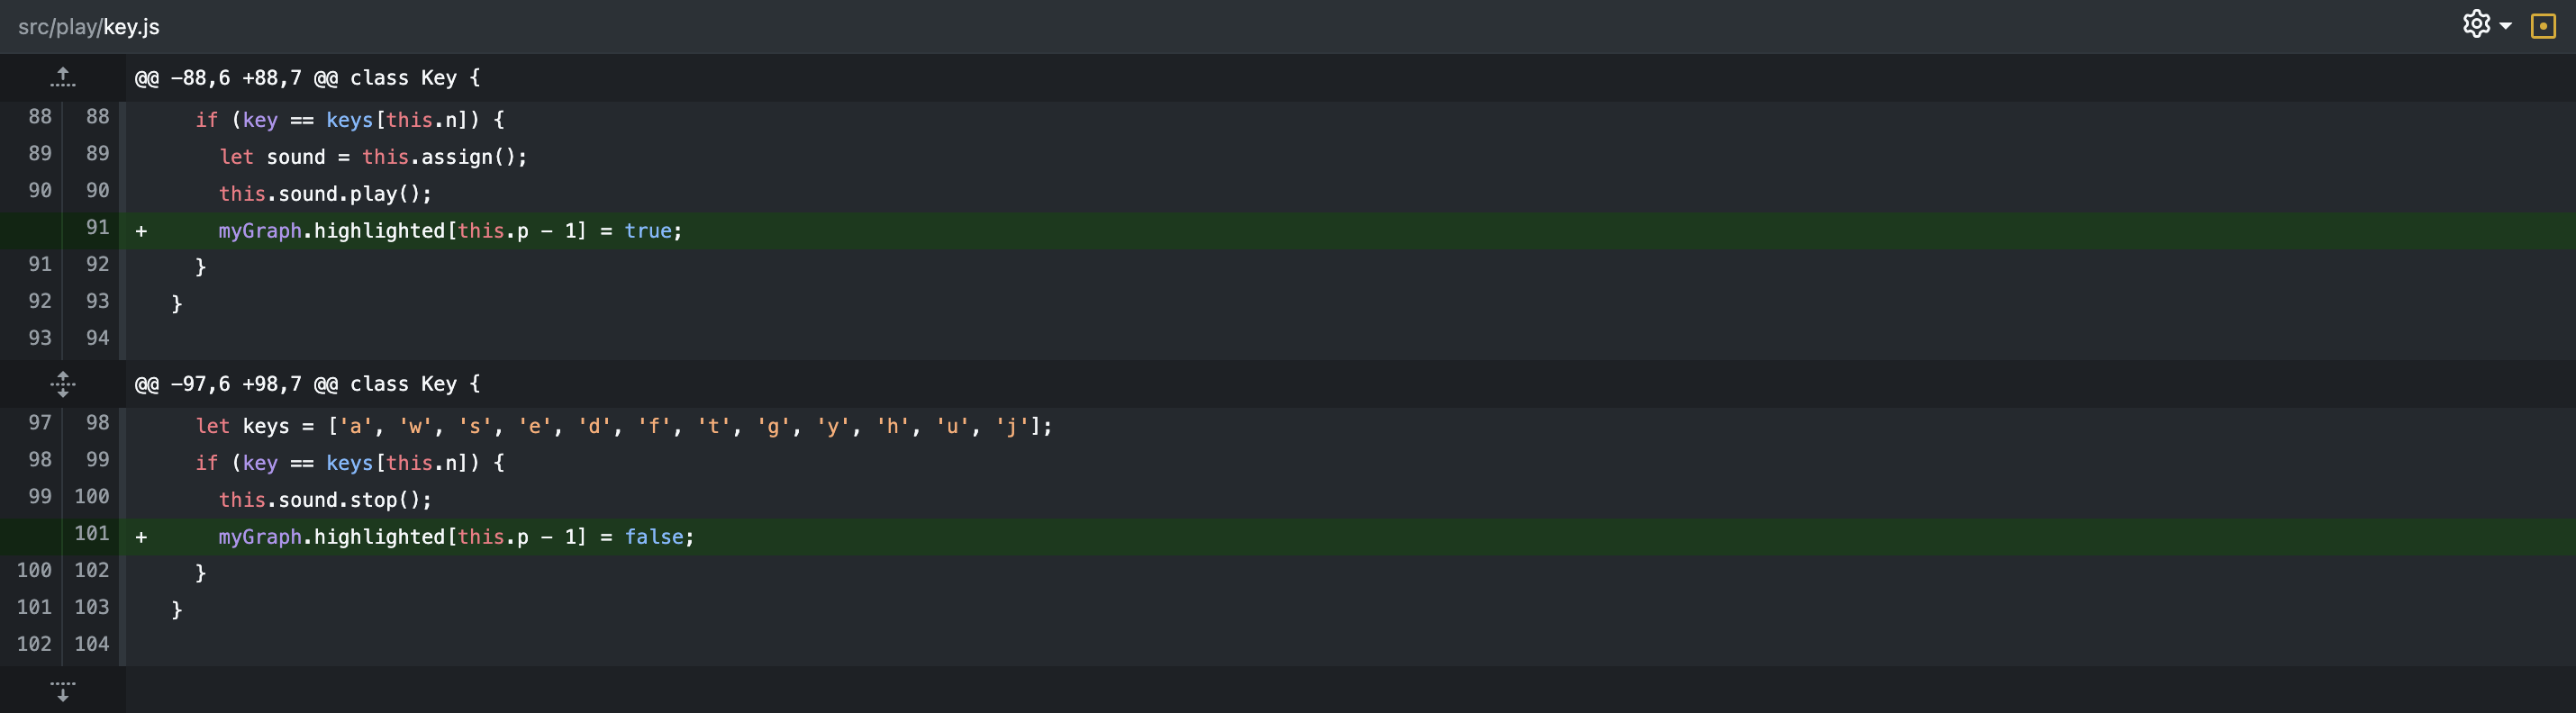 src/play/key.js
@@ -88,6 +88,7 @@ class Key {
88 88 if (key == keys[this.n]) {
89 89 let sound = this.assign();
90 90 this.sound.play();
91 + myGraph.highlighted[this.p - 1] = true;
91 92 }
92 93 }
93 94
@@ -97,6 +98,7 @@ class Key {
97 98 let keys = ['a', 'w', 's', 'e', 'd', 'f', 't', 'g', 'y', 'h', 'u', 'j'];
98 99 if (key == keys[this.n]) {
99 100 this.sound.stop();
101 + myGraph.highlighted[this.p - 1] = false;
100 102 }
101 103 }
102 104